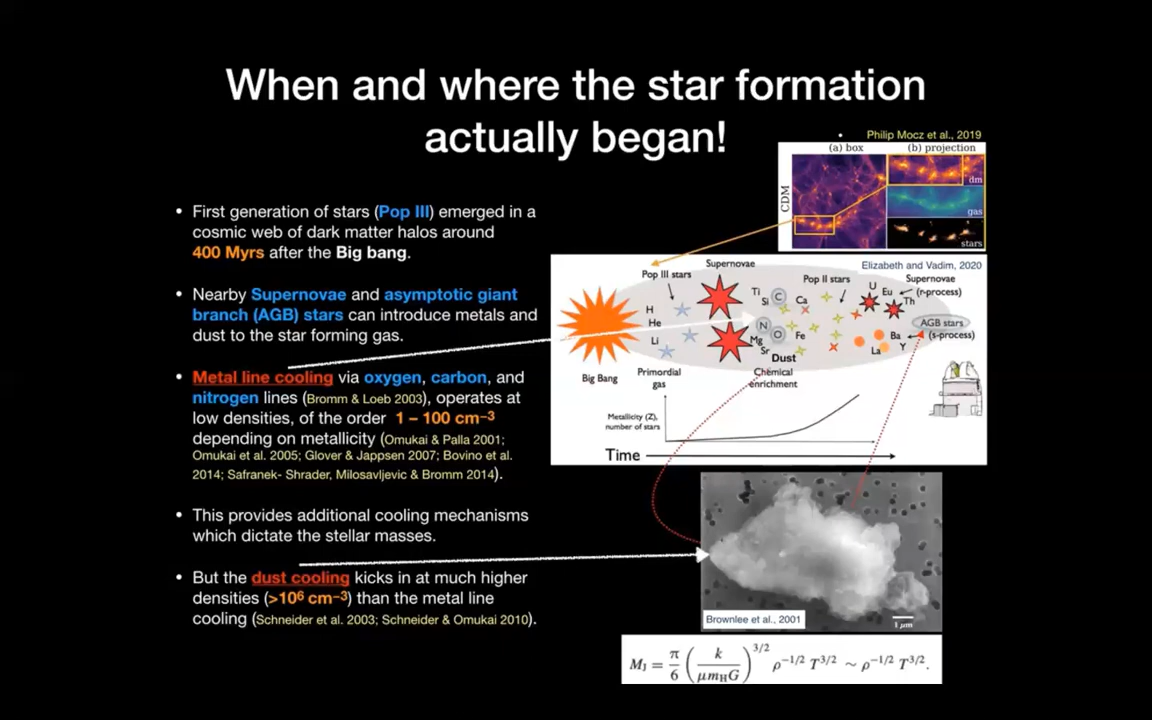 When and where the star formation
actually began!
• Philip Mocz et al., 2019
(a) box
(b) projection
CDM
dm
gas
stars
• First generation of stars (Pop III) emerged in a
cosmic web of dark matter halos around
400 Myrs after the Big bang.
• Nearby Supernovae and asymptotic giant
branch (AGB) stars can introduce metals and
dust to the star forming gas.
• Metal line cooling via oxygen, carbon, and
nitrogen lines (Bromm & Loeb 2003), operates at
low densities, of the order 1 – 100 cm⁻³
depending on metallicity (Omukai & Palla 2001;
Omukai et al. 2005; Glover & Jappsen 2007; Bovino et al.
2014; Safranek- Shrader, Milosavljevic & Bromm 2014).
• This provides additional cooling mechanisms
which dictate the stellar masses.
• But the dust cooling kicks in at much higher
densities (>10⁶ cm⁻³) than the metal line
cooling (Schneider et al. 2003; Schneider & Omukai 2010).
Elizabeth and Vadim, 2020
Supernovae
Pop III stars
Pop II stars
Supernovae
(r-process)
U
Eu
Th
Ti
Si
C
Ca
H
He
Li
N
O
Mg
Sr
Fe
Ba
Y
La
AGB stars
(s-process)
Dust
Big Bang
Primordial
gas
Chemical
enrichment
Metallicity (Z),
number of stars
Time
Brownlee et al., 2001
1 μm
M_J = π/6 (k/μm_HG)^3/2 ρ^−1/2 T^3/2 ~ ρ^−1/2 T^3/2.